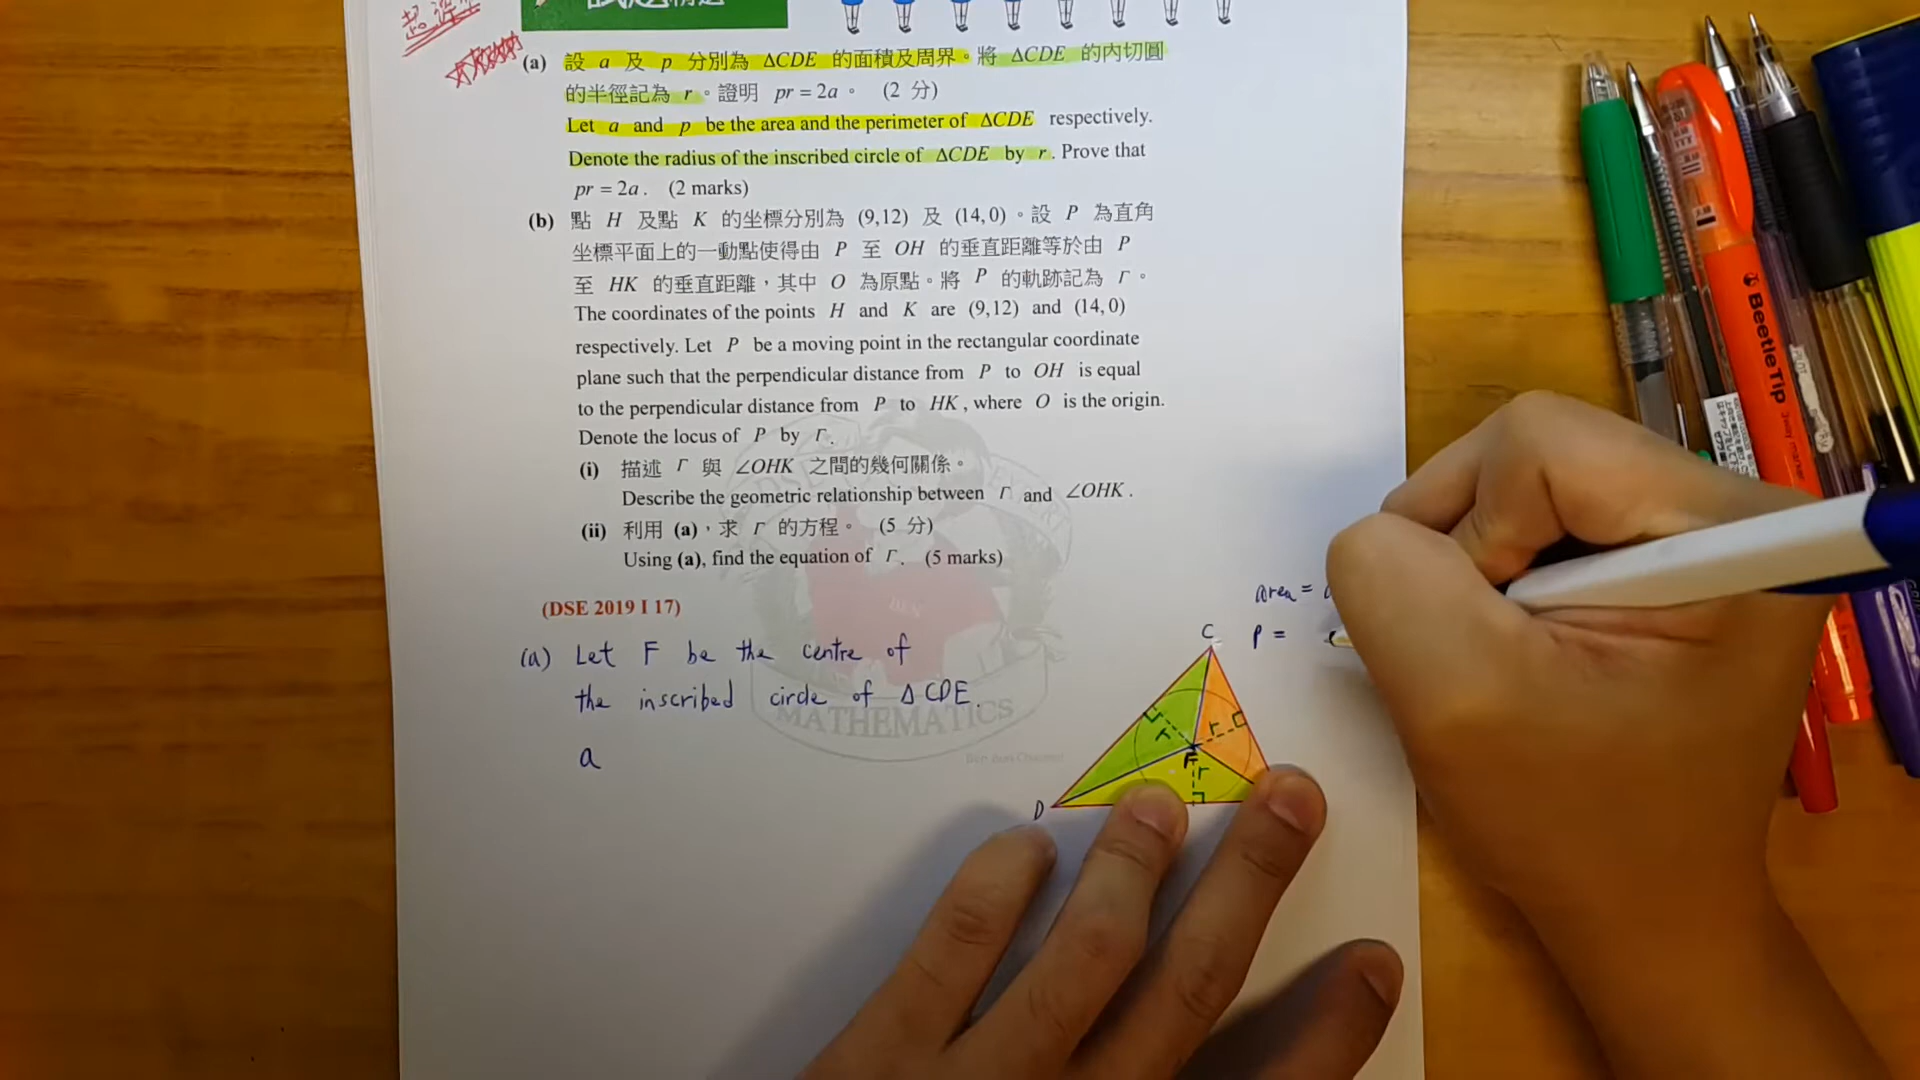 試題精選
(a) 設 a 及 p 分別為 ΔCDE 的面積及周界。將 ΔCDE 的內切圓
的半徑記為 r。證明 pr = 2a。 (2 分)
Let a and p be the area and the perimeter of ΔCDE respectively.
Denote the radius of the inscribed circle of ΔCDE by r. Prove that
pr = 2a. (2 marks)
(b) 點 H 及點 K 的坐標分別為 (9,12) 及 (14,0)。設 P 為直角
坐標平面上的一動點使得由 P 至 OH 的垂直距離等於由 P
至 HK 的垂直距離,其中 O 為原點。將 P 的軌跡記為 Γ。
The coordinates of the points H and K are (9,12) and (14,0)
respectively. Let P be a moving point in the rectangular coordinate
plane such that the perpendicular distance from P to OH is equal
to the perpendicular distance from P to HK, where O is the origin.
Denote the locus of P by Γ.
(i) 描述 Γ 與 ∠OHK 之間的幾何關係。
Describe the geometric relationship between Γ and ∠OHK.
(ii) 利用 (a),求 Γ 的方程。 (5 分)
Using (a), find the equation of Γ. (5 marks)
(DSE 2019 I 17)
(a) Let F be the centre of
the inscribed circle of ΔCDE.
a
area =
P =
C
r
r
F
r
D
MATHEMATICS
Beetle Tip